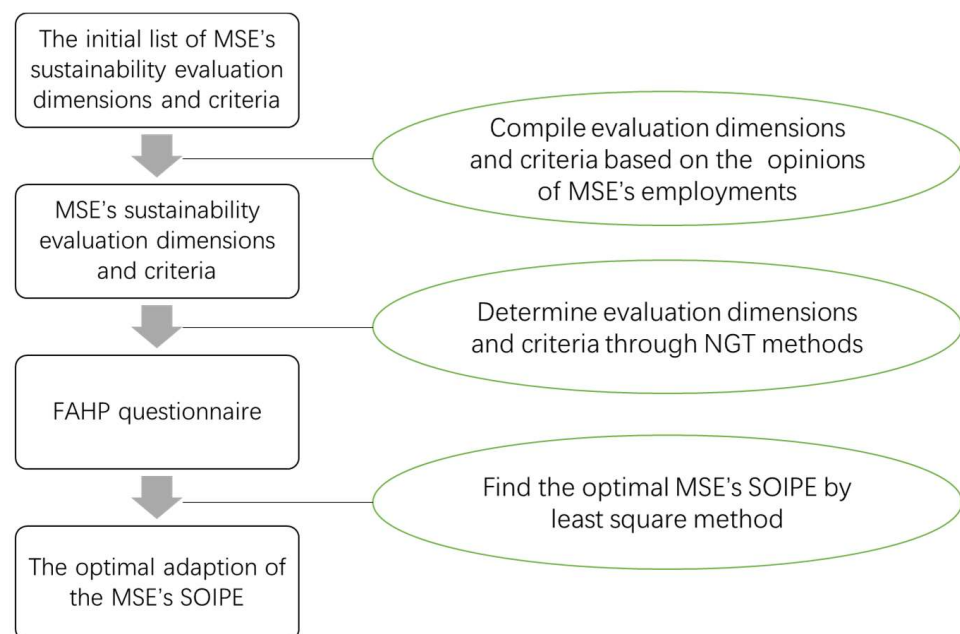 The initial list of MSE's
sustainability evaluation
dimensions and criteria
Compile evaluation dimensions
and criteria based on the opinions
of MSE's employments
MSE's sustainability
evaluation dimensions
and criteria
Determine evaluation dimensions
and criteria through NGT methods
FAHP questionnaire
Find the optimal MSE's SOIPE by
least square method
The optimal adaption of
the MSE's SOIPE